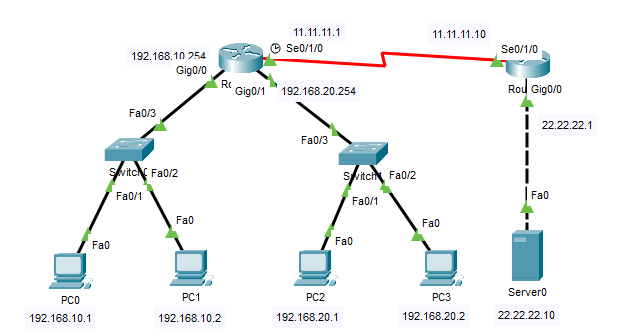 11.11.11.1
11.11.11.10
Se0/1/0
Se0/1/0
192.168.10.254
Gig0/0
Ro
Gig0/1
192.168.20.254
Rou
Gig0/0
Fa0/3
Fa0/3
22.22.22.1
Switch
Fa0/2
Switch1
Fa0/2
Fa0/1
Fa0/1
Fa0
Fa0
Fa0
Fa0
Fa0
PC0
PC1
PC2
PC3
Server0
192.168.10.1
192.168.10.2
192.168.20.1
192.168.20.2
22.22.22.10